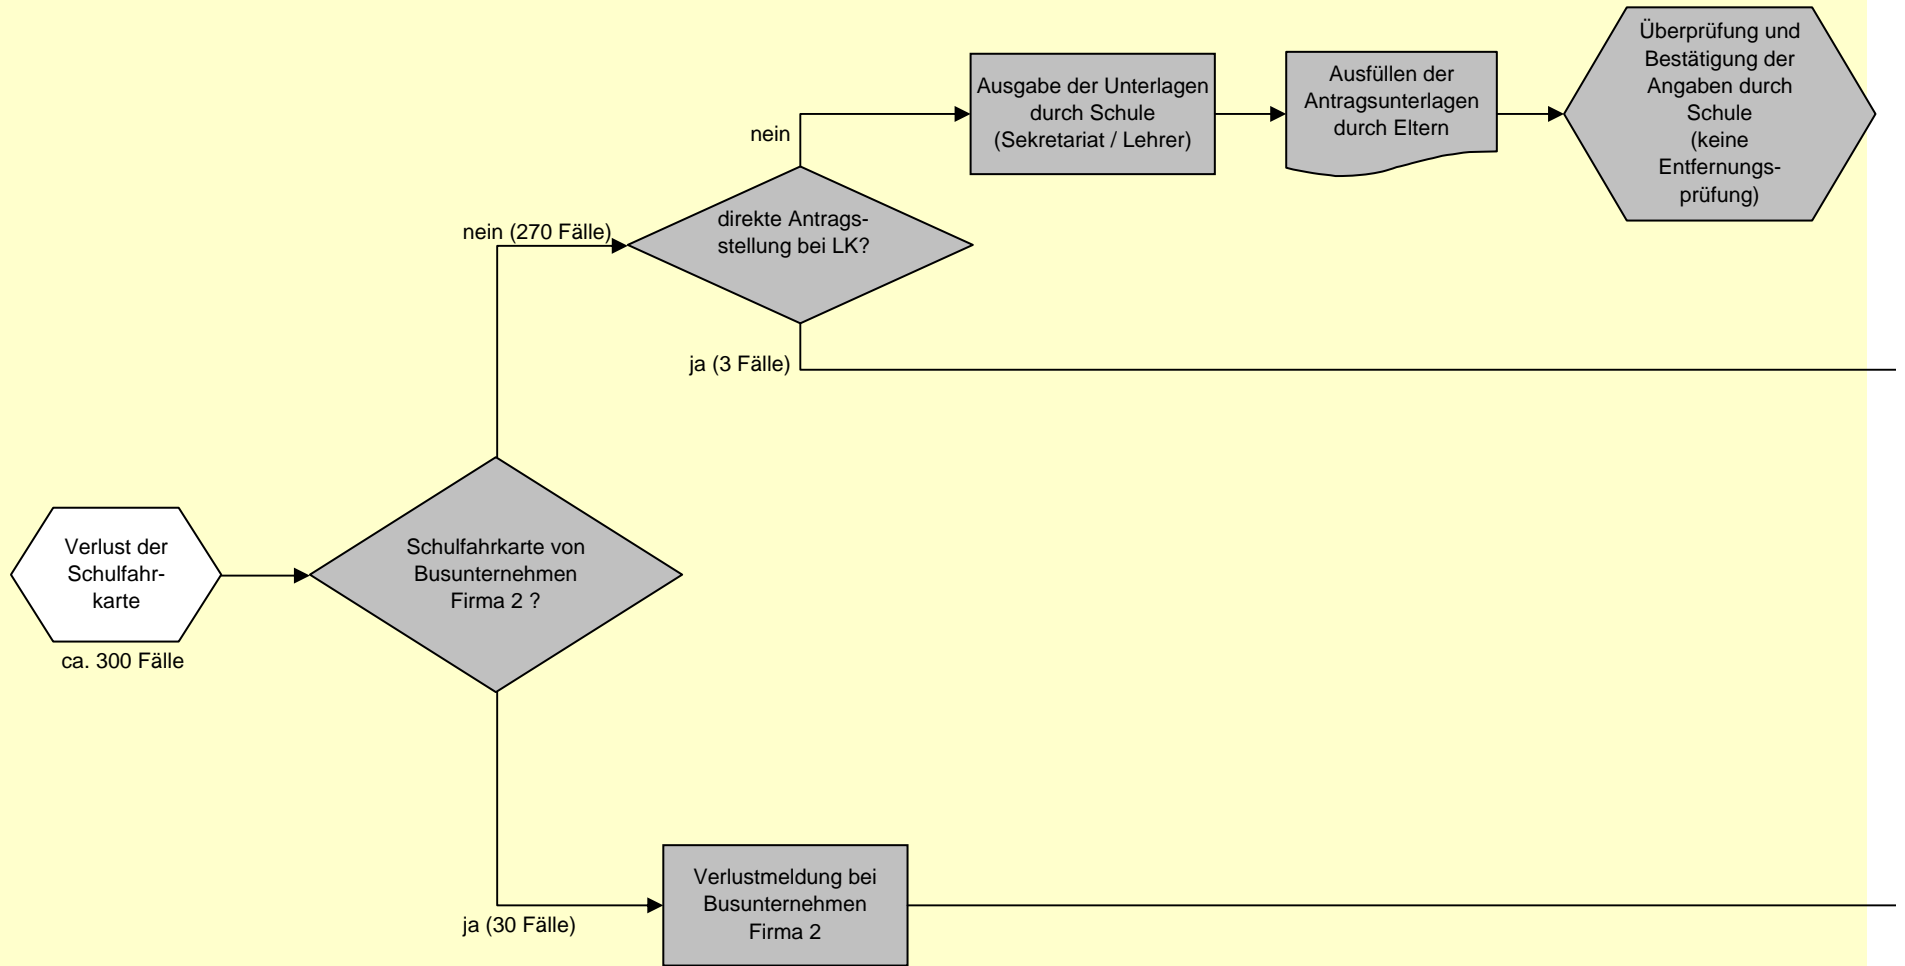 Überprüfung und
Bestätigung der
Angaben durch
Schule
(keine
Entfernungs-
prüfung)
Ausgabe der Unterlagen
durch Schule
(Sekretariat / Lehrer)
Ausfüllen der
Antragsunterlagen
durch Eltern
nein
direkte Antrags-
stellung bei LK?
nein (270 Fälle)
ja (3 Fälle)
Verlust der
Schulfahr-
karte
ca. 300 Fälle
Schulfahrkarte von
Busunternehmen
Firma 2 ?
Verlustmeldung bei
Busunternehmen
Firma 2
ja (30 Fälle)